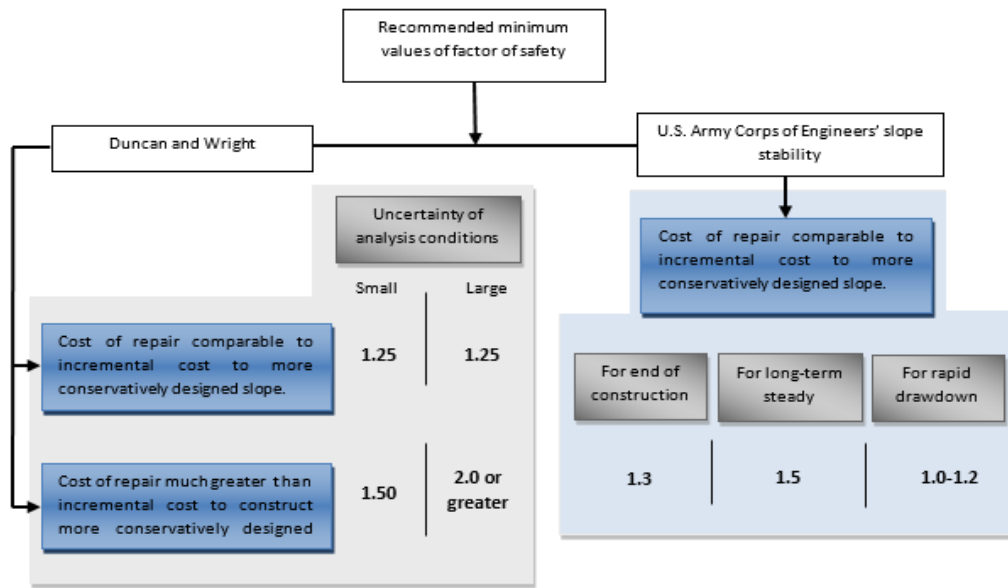 Recommended minimum
values of factor of safety
Duncan and Wright
U.S. Army Corps of Engineers' slope
stability
Uncertainty of
analysis conditions
Small
Large
Cost of repair comparable to
incremental cost to more
conservatively designed slope.
1.25
1.25
Cost of repair much greater than
incremental cost to construct
more conservatively designed
1.50
2.0 or
greater
Cost of repair comparable to
incremental cost to more
conservatively designed slope.
For end of
construction
For long-term
steady
For rapid
drawdown
1.3
1.5
1.0-1.2